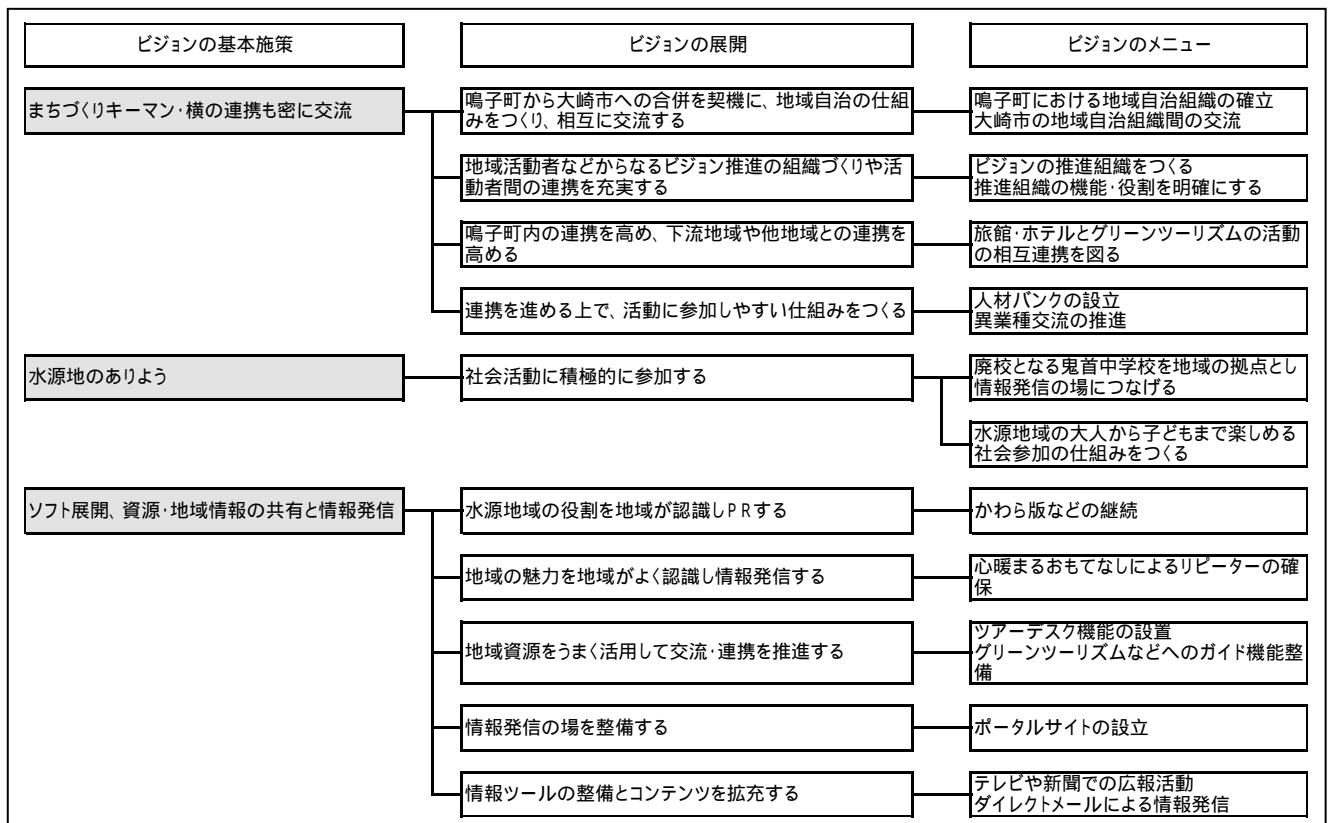 ビジョンの基本施策
ビジョンの展開
ビジョンのメニュー
まちづくりキーマン・横の連携も密に交流
鳴子町から大崎市への合併を契機に、地域自治の仕組
みをつくり、相互に交流する
鳴子町における地域自治組織の確立
大崎市の地域自治組織間の交流
地域活動者などからなるビジョン推進の組織づくりや活
動者間の連携を充実する
ビジョンの推進組織をつくる
推進組織の機能・役割を明確にする
鳴子町内の連携を高め、下流地域や他地域との連携を
高める
旅館・ホテルとグリーンツーリズムの活動
の相互連携を図る
連携を進める上で、活動に参加しやすい仕組みをつくる
人材バンクの設立
異業種交流の推進
水源地のありよう
社会活動に積極的に参加する
廃校となる鬼首中学校を地域の拠点とし
情報発信の場につなげる
水源地域の大人から子どもまで楽しめる
社会参加の仕組みをつくる
ソフト展開、資源・地域情報の共有と情報発信
水源地域の役割を地域が認識しPRする
かわら版などの継続
地域の魅力を地域がよく認識し情報発信する
心暖まるおもてなしによるリピーターの確
保
地域資源をうまく活用して交流・連携を推進する
ツアーデスク機能の設置
グリーンツーリズムなどへのガイド機能整
備
情報発信の場を整備する
ポータルサイトの設立
情報ツールの整備とコンテンツを拡充する
テレビや新聞での広報活動
ダイレクトメールによる情報発信